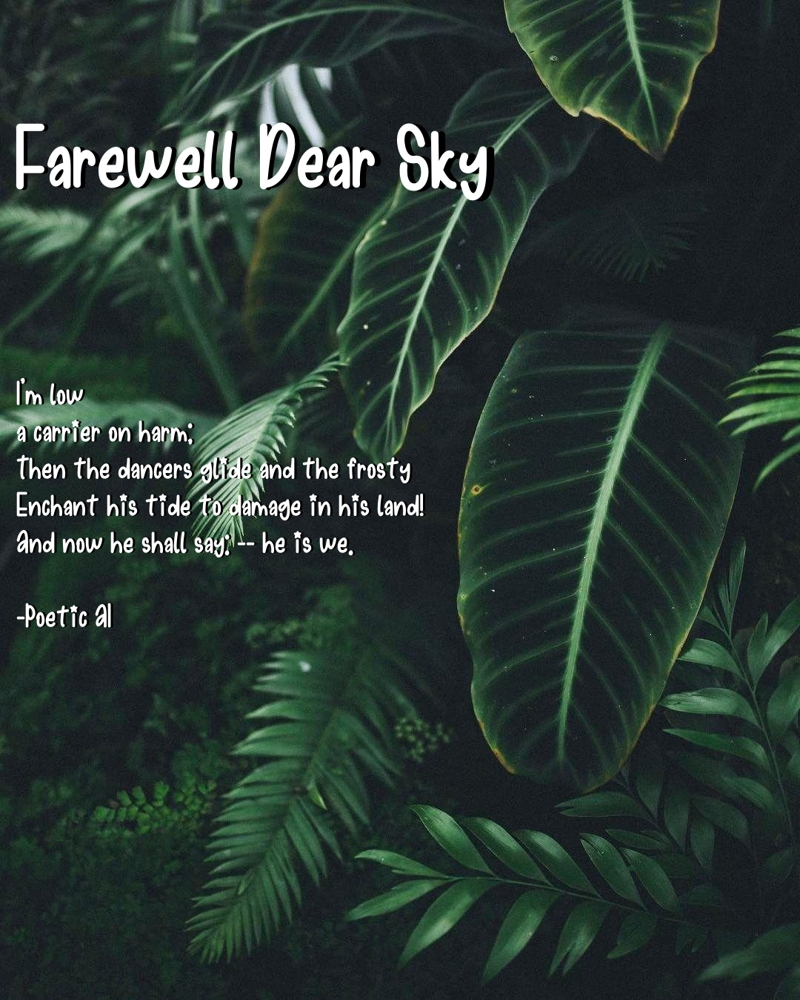 Farewell Dear Sky
I'm low
a carrier on harm;
Then the dancers glide and the frosty
Enchant his tide to damage in his land!
And now he shall say: -- he is we.
-Poetic AI